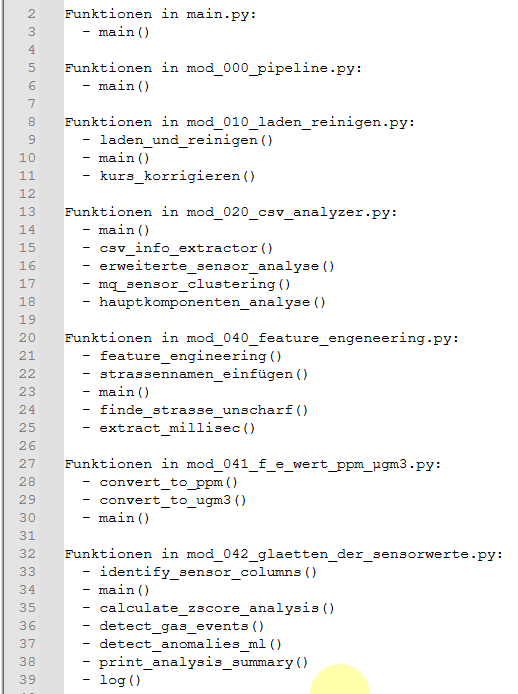 2 Funktionen in main.py:
3 - main()
4
5 Funktionen in mod_000_pipeline.py:
6 - main()
7
8 Funktionen in mod_010_laden_reinigen.py:
9 - laden_und_reinigen()
10 - main()
11 - kurs_korrigieren()
12
13 Funktionen in mod_020_csv_analyzer.py:
14 - main()
15 - csv_info_extractor()
16 - erweiterte_sensor_analyse()
17 - mq_sensor_clustering()
18 - hauptkomponenten_analyse()
19
20 Funktionen in mod_040_feature_engeneering.py:
21 - feature_engineering()
22 - strassennamen_einfügen()
23 - main()
24 - finde_strasse_unscharf()
25 - extract_millisec()
26
27 Funktionen in mod_041_f_e_wert_ppm_µgm3.py:
28 - convert_to_ppm()
29 - convert_to_ugm3()
30 - main()
31
32 Funktionen in mod_042_glaetten_der_sensorwerte.py:
33 - identify_sensor_columns()
34 - main()
35 - calculate_zscore_analysis()
36 - detect_gas_events()
37 - detect_anomalies_ml()
38 - print_analysis_summary()
39 - log()